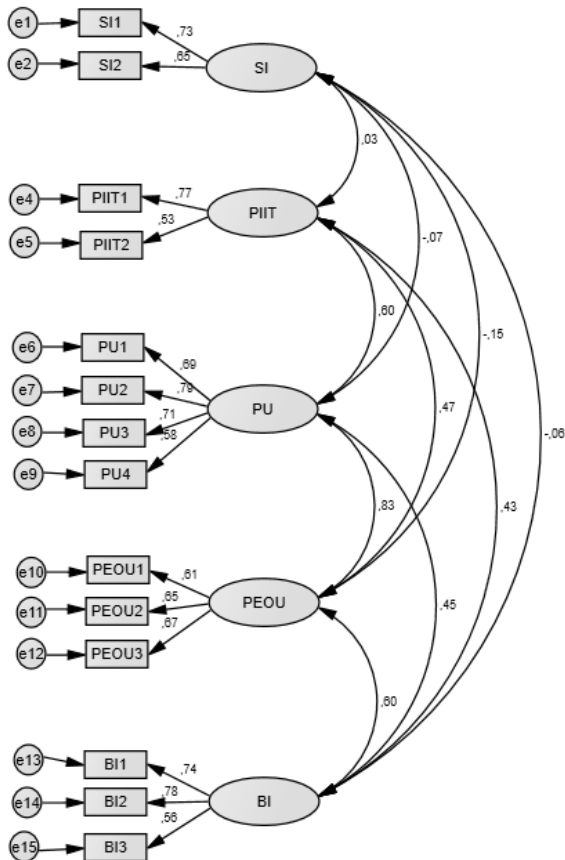 e1 SI1 ,73
e2 SI2 ,65 SI
,03
e4 PIIT1 ,77 PIIT
e5 PIIT2 ,53
-,07
,60
-,15
e6 PU1 ,69
e7 PU2 ,79 PU
e8 PU3 ,71
e9 PU4 ,58
,47
-,06
,83
,43
e10 PEOU1 ,61
e11 PEOU2 ,65 PEOU
e12 PEOU3 ,67
,45
,60
e13 BI1 ,74
e14 BI2 ,78 BI
e15 BI3 ,56